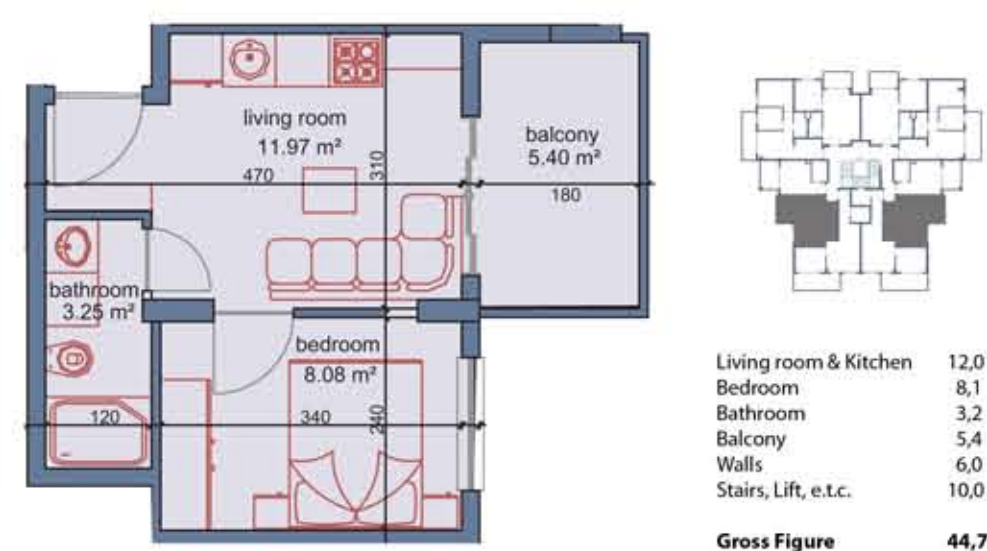 living room
11.97 m²
470
310
balcony
5.40 m²
180
bathroom
3.25 m²
120
bedroom
8.08 m²
340
240
Living room & Kitchen 12,0
Bedroom 8,1
Bathroom 3,2
Balcony 5,4
Walls 6,0
Stairs, Lift, e.t.c. 10,0
Gross Figure 44,7